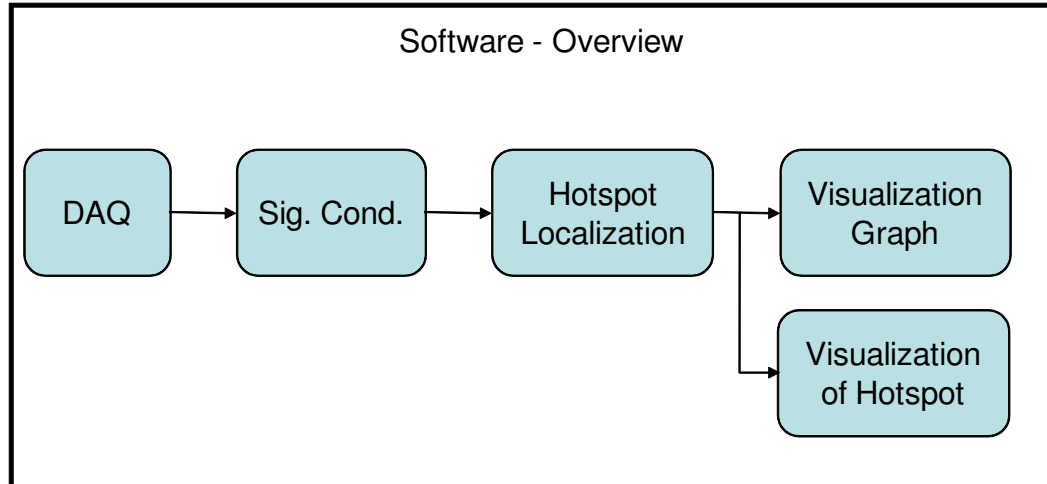 Software - Overview
DAQ
Sig. Cond.
Hotspot
Localization
Visualization
Graph
Visualization
of Hotspot